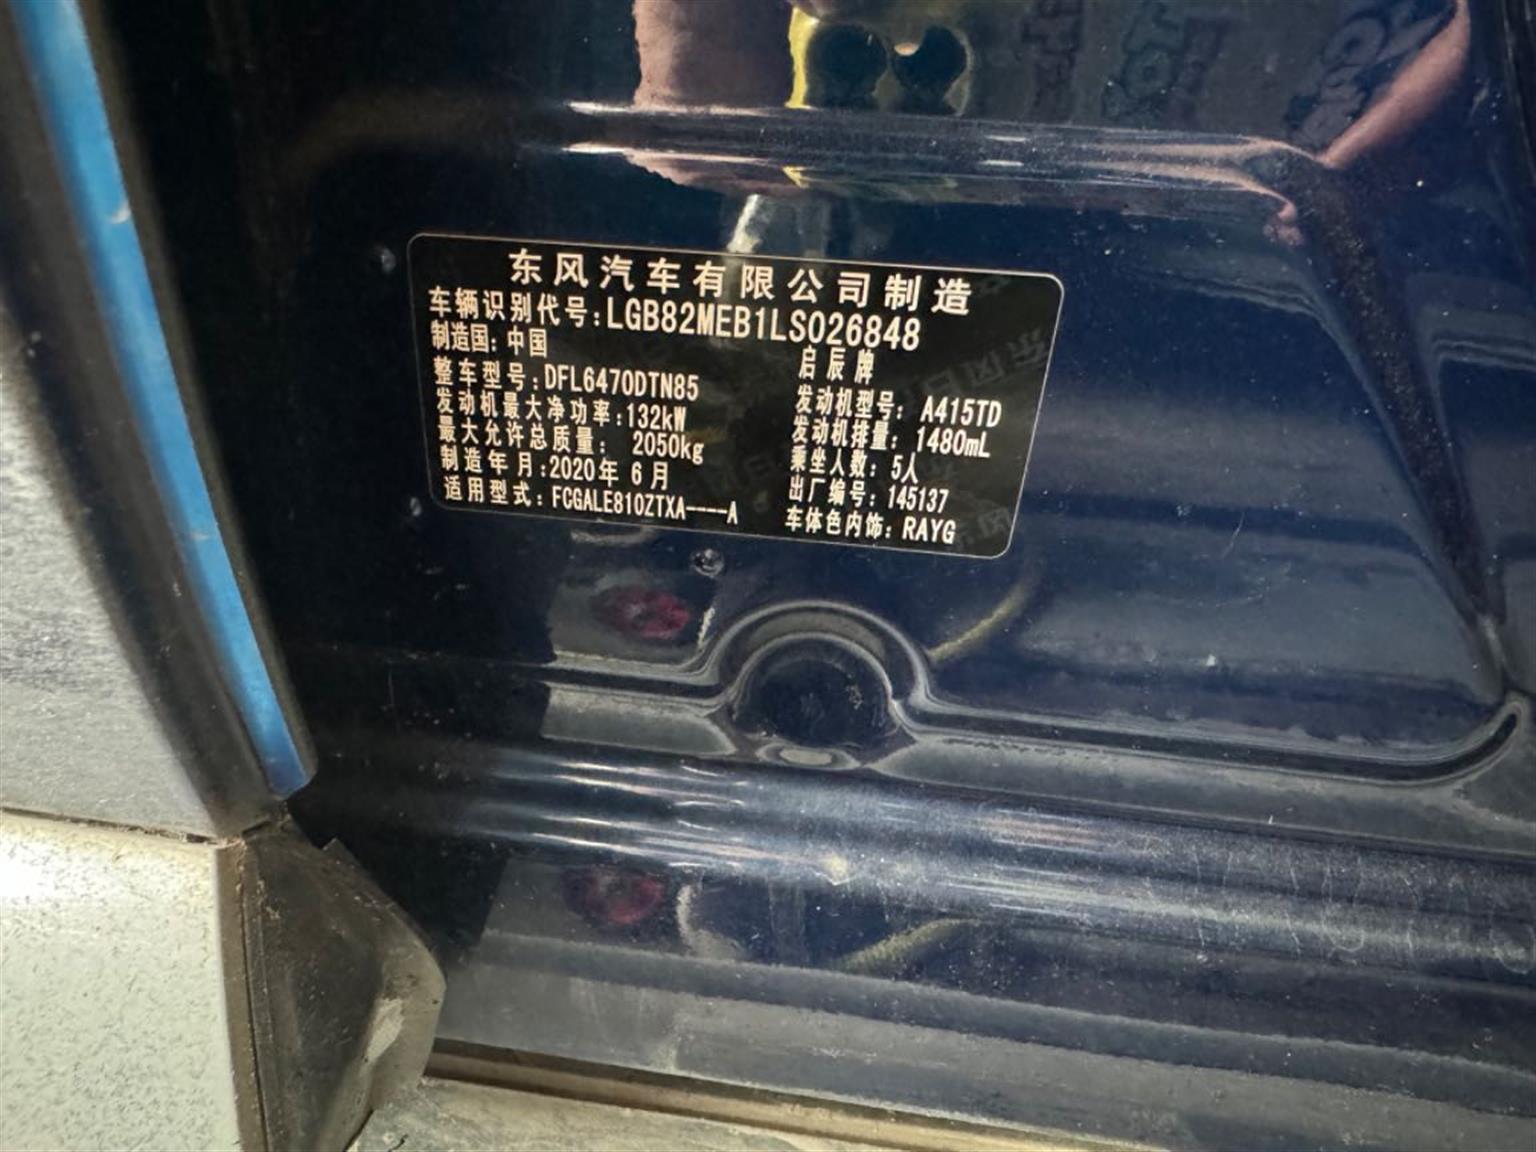 东风汽车有限公司制造
车辆识别代号:LGB82MEB1LS026848
制造国:中国 启辰牌
整车型号:DFL6470DTN85 发动机型号: A415TD
发动机最大净功率:132kW 发动机排量: 1480mL
最大允许总质量: 2050kg 乘坐人数: 5人
制造年月:2020年 6月 出厂编号: 145137
适用型式: FCGALE810ZTXA----A 车体色内饰: RAYG